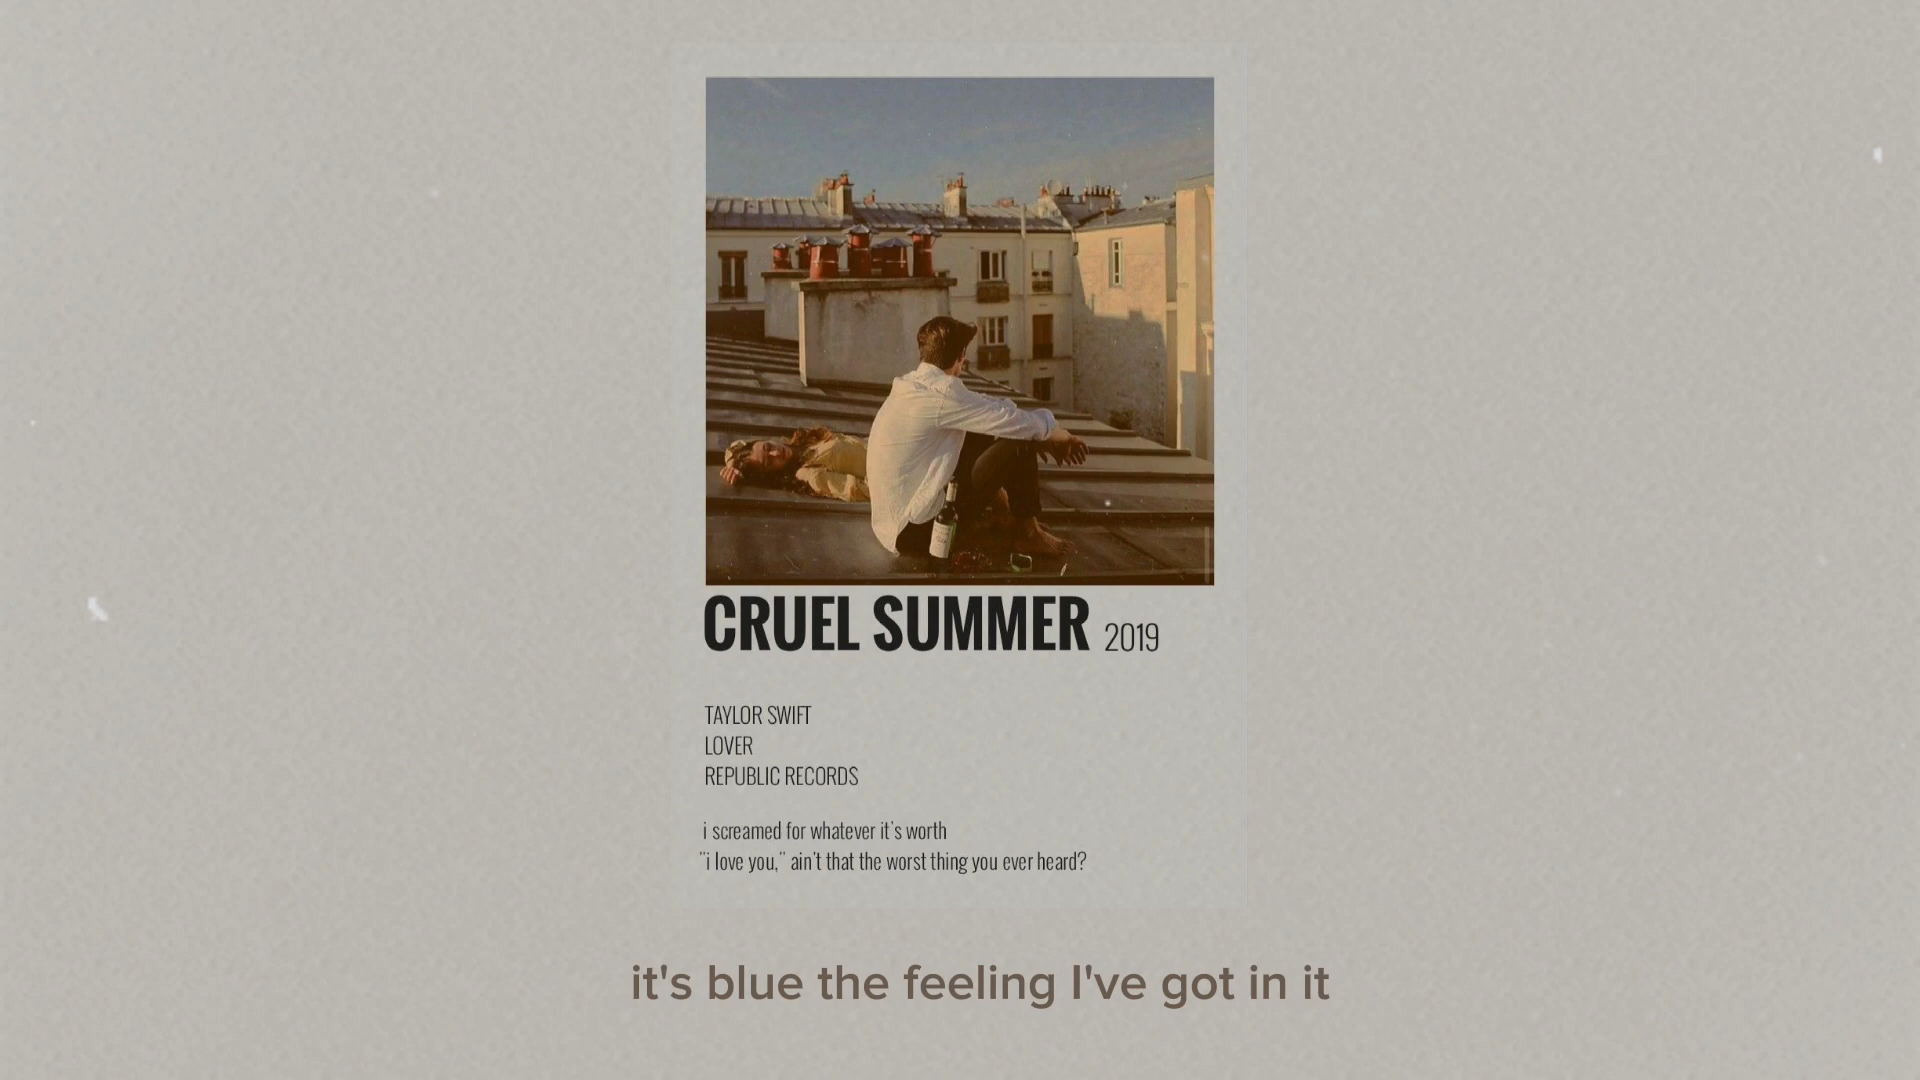 CRUEL SUMMER 2019
TAYLOR SWIFT
LOVER
REPUBLIC RECORDS
i screamed for whatever it's worth
"i love you," ain't that the worst thing you ever heard?
it's blue the feeling I've got in it